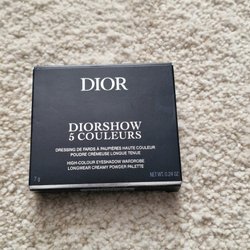 DIOR
DIORSHOW
5 COULEURS
DRESSING DE FARDS À PAUPIÈRES HAUTE COULEUR
POUDRE CRÉMEUSE LONGUE TENUE
HIGH-COLOUR EYESHADOW WARDROBE
LONGWEAR CREAMY POWDER PALETTE
7 g NET WT. 0.24 OZ